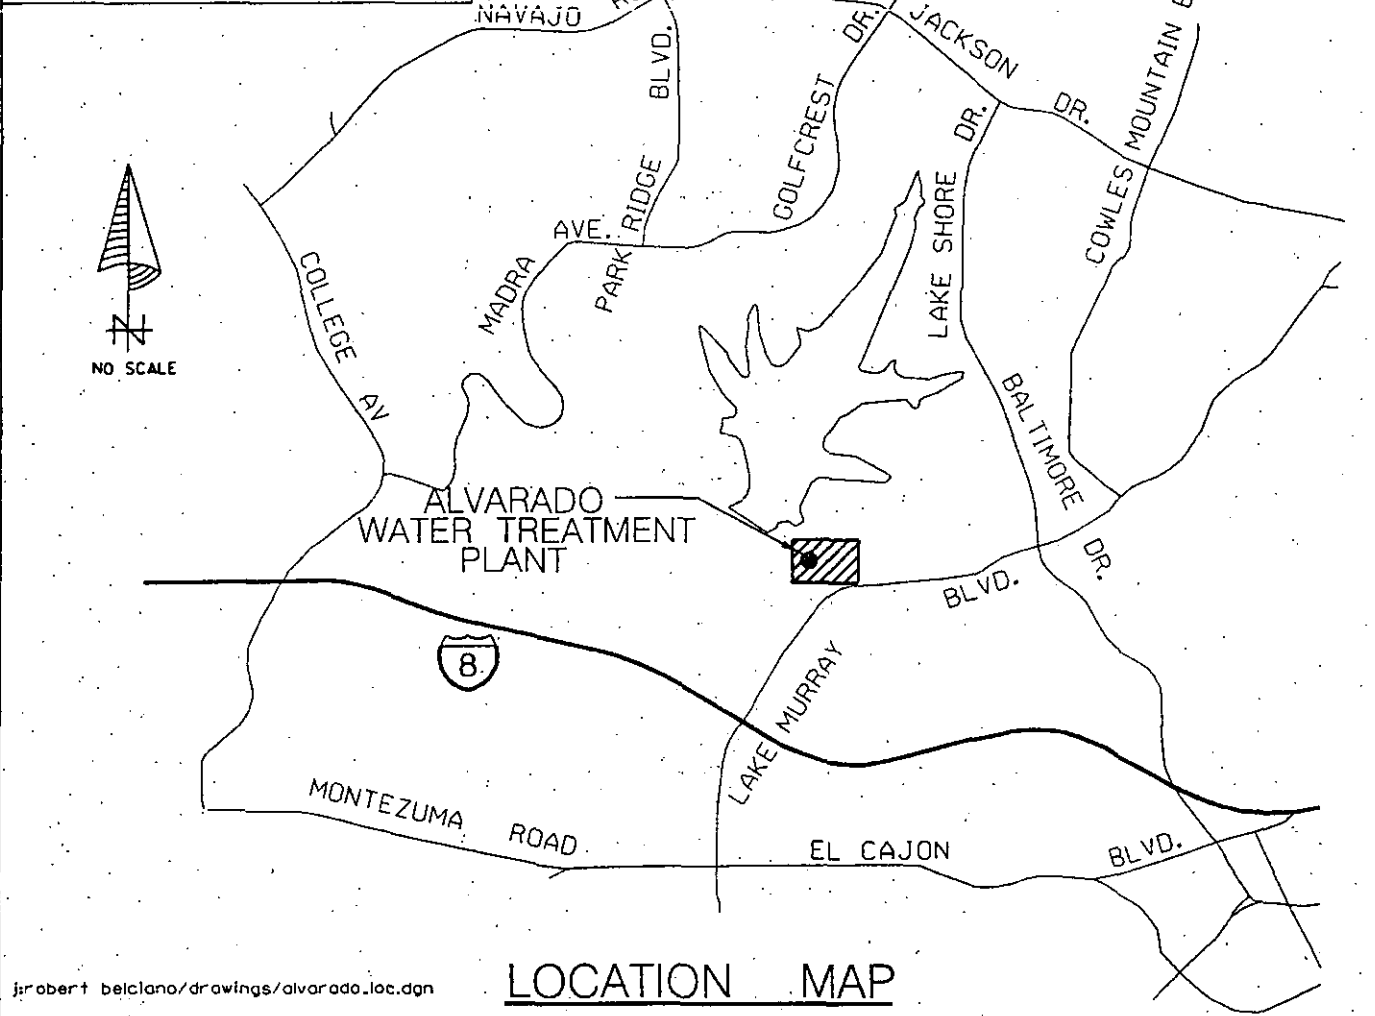 NAVAJO
BLVD.
DR.
JACKSON
DR.
COWLES MOUNTAIN
GOLFCREST
LAKE SHORE DR.
PARK RIDGE
MADRA AVE.
COLLEGE AV
N
NO SCALE
BALTIMORE
DR.
ALVARADO
WATER TREATMENT
PLANT
BLVD.
8
LAKE MURRAY
MONTEZUMA ROAD
EL CAJON BLVD.
j:robert belciano/drawings/alvarado_loc.dgn
LOCATION MAP